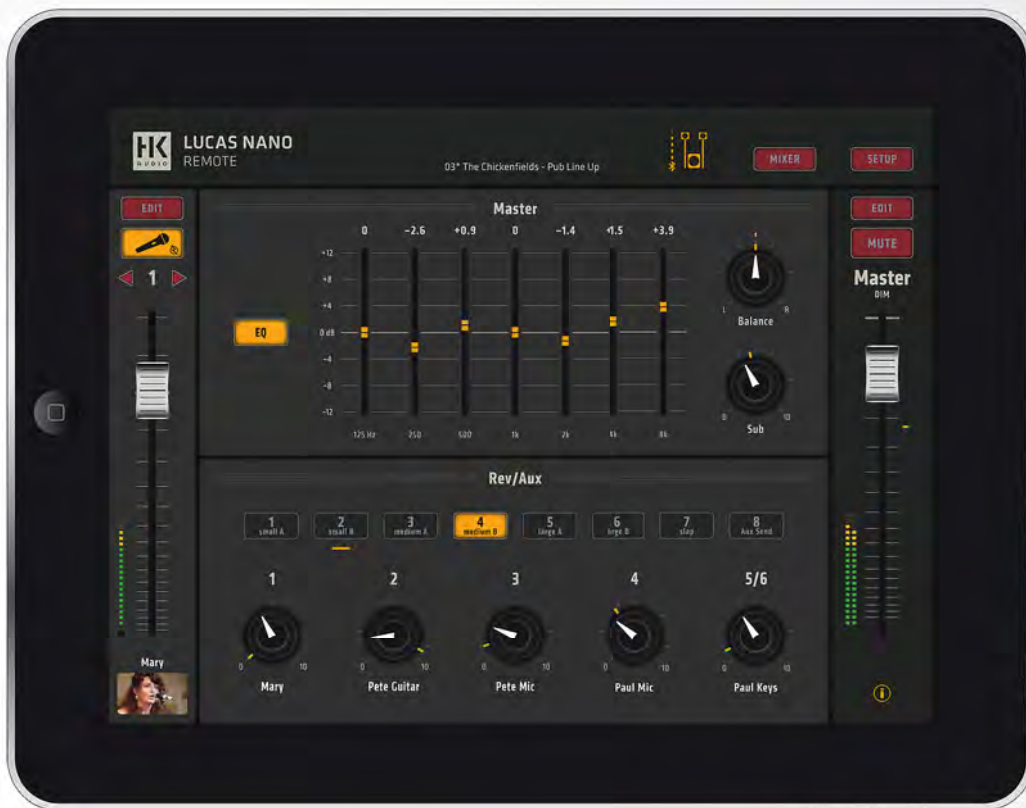 HK
AUDIO
LUCAS NANO
REMOTE
03* The Chickenfields - Pub Line Up
MIXER
SETUP
EDIT
1
Mary
Master
0 -2.6 +0.9 0 -1.4 +1.5 +3.9
+12
+8
+4
0 dB
-4
-8
-12
125 Hz 250 500 1k 2k 4k 8k
EQ
L R
Balance
0 10
Sub
Rev/Aux
1 small A
2 small B
3 medium A
4 medium B
5 large A
6 large B
7 slap
8 Aux Send
1 2 3 4 5/6
0 10 0 10 0 10 0 10 0 10
Mary Pete Guitar Pete Mic Paul Mic Paul Keys
EDIT
MUTE
Master
DIM